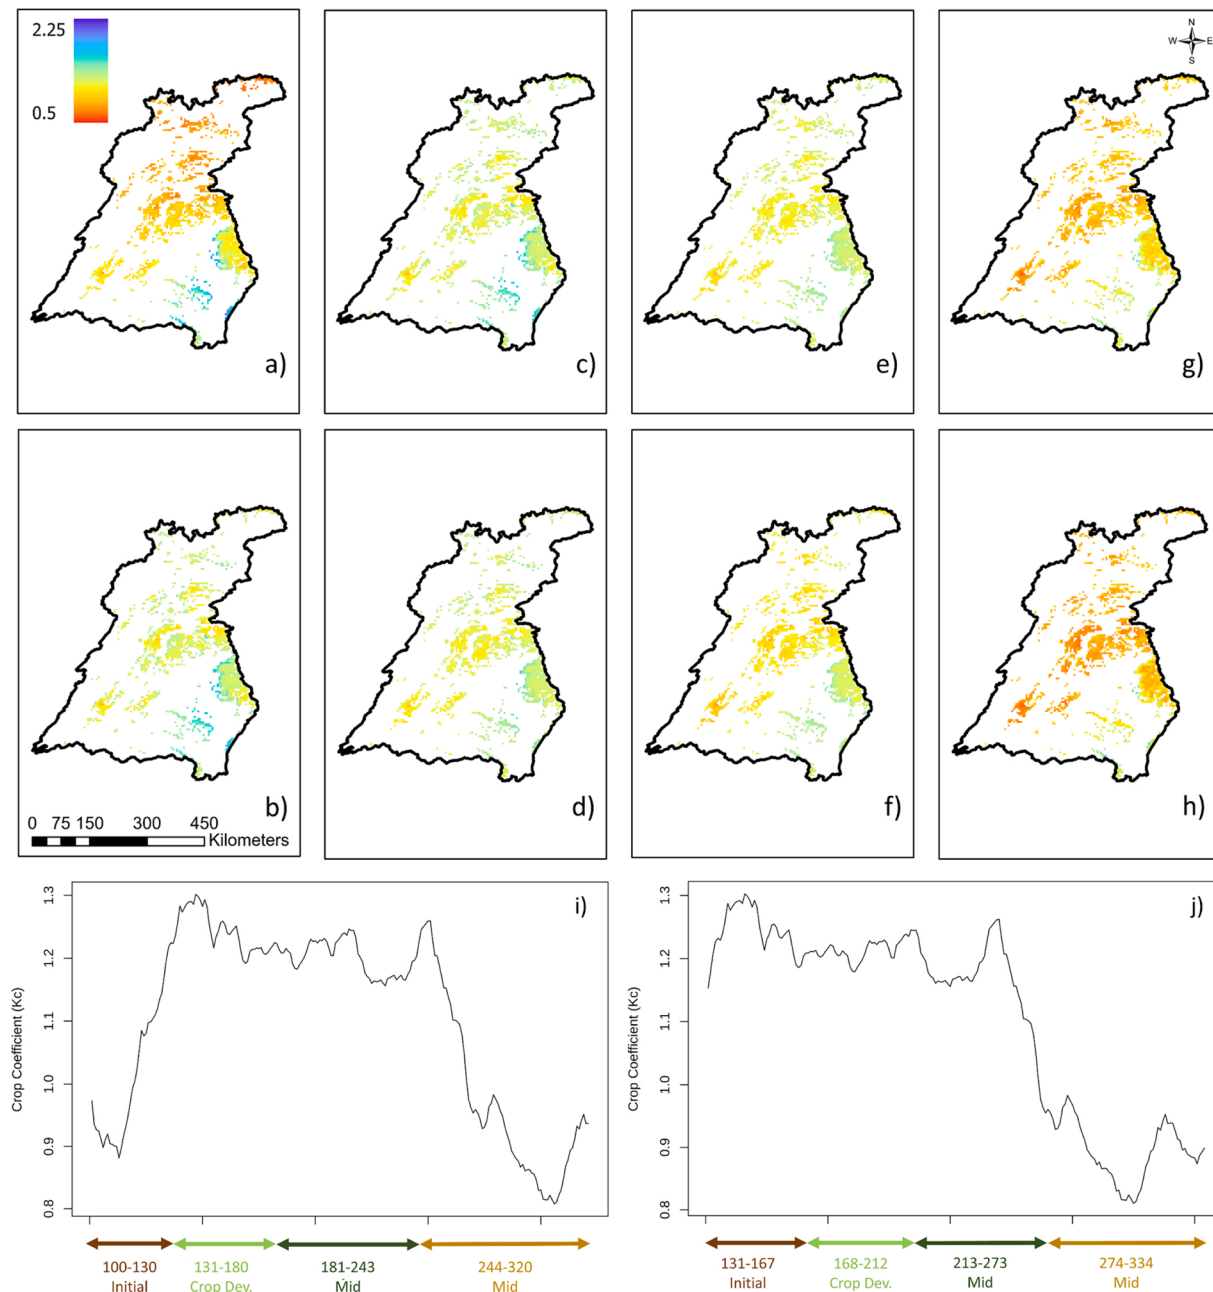 2.25
0.5
N
W E
S
a)
c)
e)
g)
b)
d)
f)
h)
0 75 150 300 450
Kilometers
i)
Crop Coefficient (Kc)
1.3
1.2
1.1
1.0
0.9
0.8
100-130
Initial
131-180
Crop Dev.
181-243
Mid
244-320
Mid
j)
Crop Coefficient (Kc)
1.3
1.2
1.1
1.0
0.9
0.8
131-167
Initial
168-212
Crop Dev.
213-273
Mid
274-334
Mid